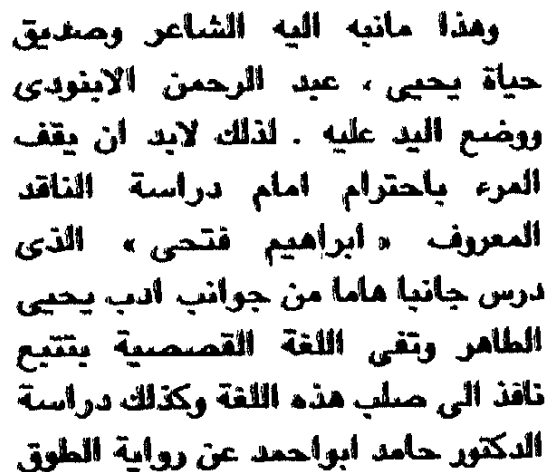 وهذا مانبه اليه الشاعر وصديق
حياة يحيى ، عبد الرحمن الابنودى
ووضع اليد عليه . لذلك لابد ان يقف
المرء باحترام امام دراسة الناقد
المعروف « ابراهيم فتحى » الذى
درس جانبا هاما من جوانب ادب يحيى
الطاهر وتفى اللغة القصصية بتتبع
نافذ الى صلب هذه اللغة وكذلك دراسة
الدكتور حامد ابواحمد عن رواية الطوق